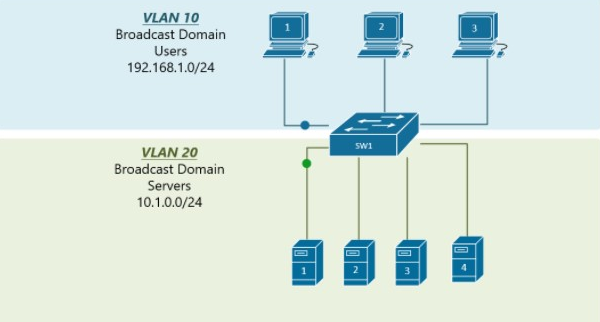 VLAN 10
Broadcast Domain
Users
192.168.1.0/24
1
2
3
SW1
VLAN 20
Broadcast Domain
Servers
10.1.0.0/24
1
2
3
4